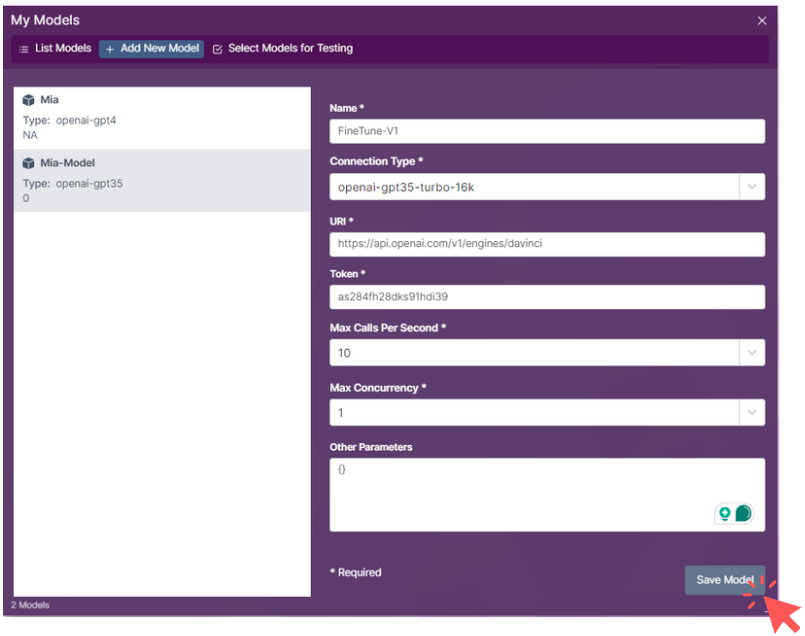 My Models
List Models + Add New Model Select Models for Testing
Mia
Type: openai-gpt4
NA
Mia-Model
Type: openai-gpt35
0
Name *
FineTune-V1
Connection Type *
openai-gpt35-turbo-16k
URI *
https://api.openai.com/v1/engines/davinci
Token *
as284fh28dks91hdi39
Max Calls Per Second *
10
Max Concurrency *
1
Other Parameters
{}
* Required
Save Model
2 Models